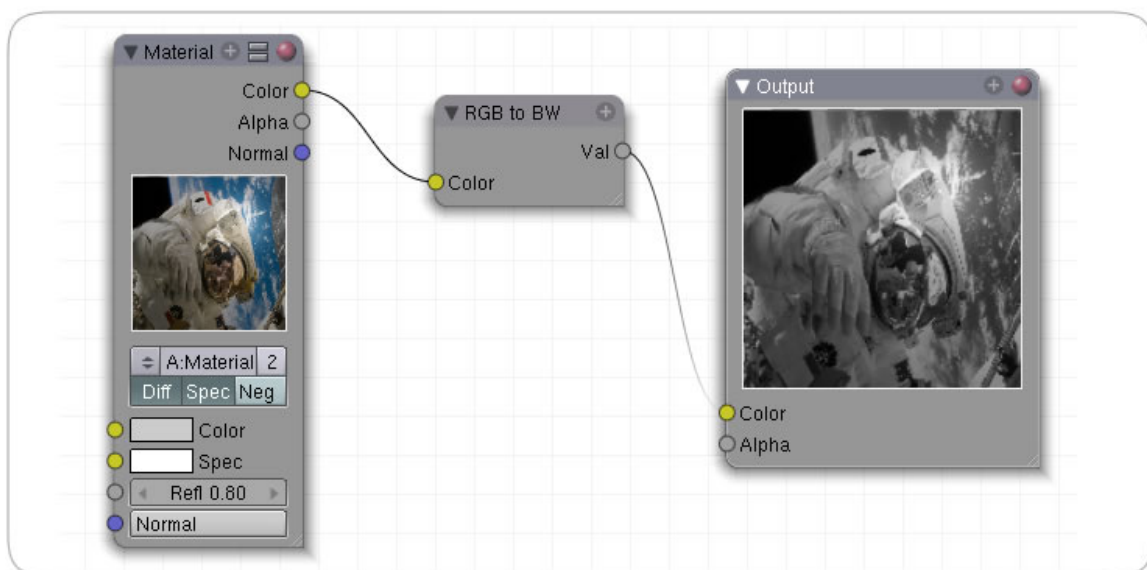 Material
Color
Alpha
Normal
A:Material 2
Diff Spec Neg
Color
Spec
Refl 0.80
Normal
RGB to BW
Val
Color
Output
Color
Alpha